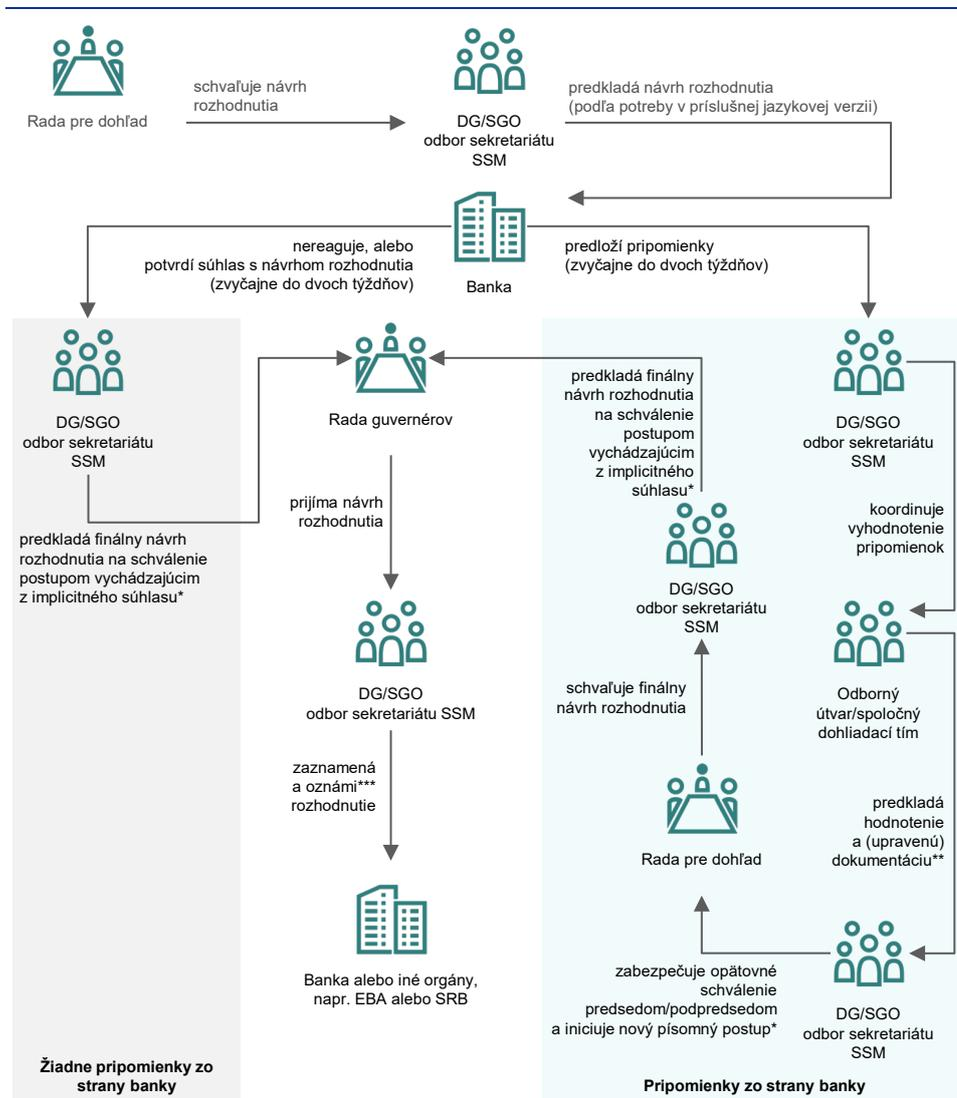 Rada pre dohľad
schvaľuje návrh
rozhodnutia
DG/SGO
odbor sekretariátu
SSM
predkladá návrh rozhodnutia
(podľa potreby v príslušnej jazykovej verzii)
nereaguje, alebo
potvrdí súhlas s návrhom rozhodnutia
(zvyčajne do dvoch týždňov)
Banka
predloží pripomienky
(zvyčajne do dvoch týždňov)
DG/SGO
odbor sekretariátu
SSM
predkladá finálny návrh
rozhodnutia na schválenie
postupom vychádzajúcim
z implicitného súhlasu*
Žiadne pripomienky zo
strany banky
Rada guvernérov
prijíma návrh
rozhodnutia
DG/SGO
odbor sekretariátu SSM
zaznamená
a oznámi***
rozhodnutie
Banka alebo iné orgány,
napr. EBA alebo SRB
DG/SGO
odbor sekretariátu
SSM
koordinuje
vyhodnotenie
pripomienok
Odborný
útvar/spoločný
dohliadací tím
predkladá
hodnotenie
a (upravenú)
dokumentáciu**
DG/SGO
odbor sekretariátu
SSM
zabezpečuje opätovné
schválenie
predsedom/podpredsedom
a iniciuje nový písomný postup*
Rada pre dohľad
schvaľuje finálny
návrh rozhodnutia
DG/SGO
odbor sekretariátu
SSM
predkladá finálny
návrh rozhodnutia
na schválenie
postupom
vychádzajúcim
z implicitného
súhlasu*
Pripomienky zo strany banky